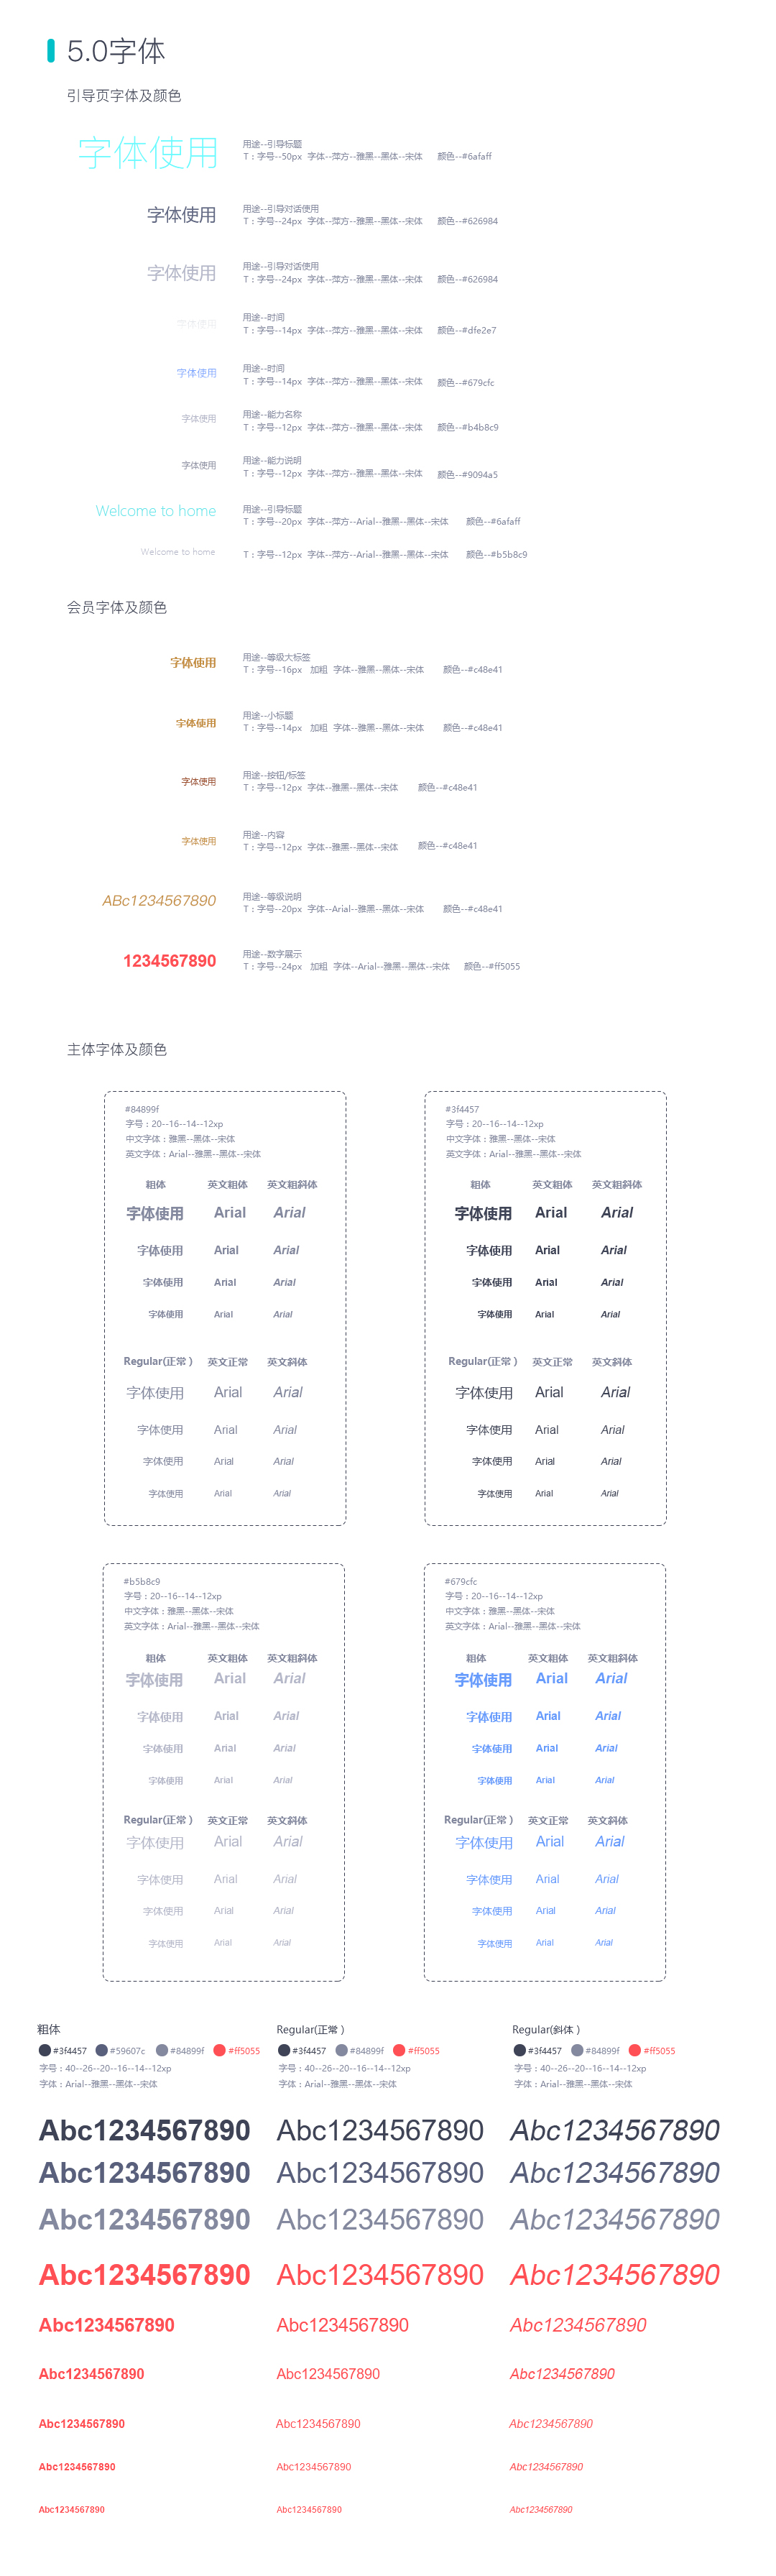 5.0字体
引导页字体及颜色
字体使用
用途--引导标题
T：字号--50px 字体--萍方--雅黑--黑体--宋体 颜色--#6afaff
字体使用
用途--引导对话使用
T：字号--24px 字体--萍方--雅黑--黑体--宋体 颜色--#626984
字体使用
用途--引导对话使用
T：字号--24px 字体--萍方--雅黑--黑体--宋体 颜色--#626984
字体使用
用途--时间
T：字号--14px 字体--萍方--雅黑--黑体--宋体 颜色--#dfe2e7
字体使用
用途--时间
T：字号--14px 字体--萍方--雅黑--黑体--宋体 颜色--#679cfc
字体使用
用途--能力名称
T：字号--12px 字体--萍方--雅黑--黑体--宋体 颜色--#b4b8c9
字体使用
用途--能力说明
T：字号--12px 字体--萍方--雅黑--黑体--宋体 颜色--#9094a5
Welcome to home
用途--引导标题
T：字号--20px 字体--萍方--Arial--雅黑--黑体--宋体 颜色--#6afaff
Welcome to home
T：字号--12px 字体--萍方--Arial--雅黑--黑体--宋体 颜色--#b5b8c9
会员字体及颜色
字体使用
用途--等级大标签
T：字号--16px 加粗 字体--雅黑--黑体--宋体 颜色--#c48e41
字体使用
用途--小标题
T：字号--14px 加粗 字体--雅黑--黑体--宋体 颜色--#c48e41
字体使用
用途--按钮/标签
T：字号--12px 字体--雅黑--黑体--宋体 颜色--#c48e41
字体使用
用途--内容
T：字号--12px 字体--雅黑--黑体--宋体 颜色--#c48e41
ABc1234567890
用途--等级说明
T：字号--20px 字体--Arial--雅黑--黑体--宋体 颜色--#c48e41
1234567890
用途--数字展示
T：字号--24px 加粗 字体--Arial--雅黑--黑体--宋体 颜色--#ff5055
主体字体及颜色
#84899f
字号：20--16--14--12xp
中文字体：雅黑--黑体--宋体
英文字体：Arial--雅黑--黑体--宋体
粗体 英文粗体 英文粗斜体
字体使用 Arial Arial
字体使用 Arial Arial
字体使用 Arial Arial
字体使用 Arial Arial
Regular(正常 ) 英文正常 英文斜体
字体使用 Arial Arial
字体使用 Arial Arial
字体使用 Arial Arial
字体使用 Arial Arial
#3f4457
字号：20--16--14--12xp
中文字体：雅黑--黑体--宋体
英文字体：Arial--雅黑--黑体--宋体
粗体 英文粗体 英文粗斜体
字体使用 Arial Arial
字体使用 Arial Arial
字体使用 Arial Arial
字体使用 Arial Arial
Regular(正常 ) 英文正常 英文斜体
字体使用 Arial Arial
字体使用 Arial Arial
字体使用 Arial Arial
字体使用 Arial Arial
#b5b8c9
字号：20--16--14--12xp
中文字体：雅黑--黑体--宋体
英文字体：Arial--雅黑--黑体--宋体
粗体 英文粗体 英文粗斜体
字体使用 Arial Arial
字体使用 Arial Arial
字体使用 Arial Arial
字体使用 Arial Arial
Regular(正常 ) 英文正常 英文斜体
字体使用 Arial Arial
字体使用 Arial Arial
字体使用 Arial Arial
字体使用 Arial Arial
#679cfc
字号：20--16--14--12xp
中文字体：雅黑--黑体--宋体
英文字体：Arial--雅黑--黑体--宋体
粗体 英文粗体 英文粗斜体
字体使用 Arial Arial
字体使用 Arial Arial
字体使用 Arial Arial
字体使用 Arial Arial
Regular(正常 ) 英文正常 英文斜体
字体使用 Arial Arial
字体使用 Arial Arial
字体使用 Arial Arial
字体使用 Arial Arial
粗体
#3f4457 #59607c #84899f #ff5055
字号：40--26--20--16--14--12xp
字体：Arial--雅黑--黑体--宋体
Abc1234567890
Abc1234567890
Abc1234567890
Abc1234567890
Abc1234567890
Abc1234567890
Abc1234567890
Abc1234567890
Abc1234567890
Regular(正常 )
#3f4457 #84899f #ff5055
字号：40--26--20--16--14--12xp
字体：Arial--雅黑--黑体--宋体
Abc1234567890
Abc1234567890
Abc1234567890
Abc1234567890
Abc1234567890
Abc1234567890
Abc1234567890
Abc1234567890
Abc1234567890
Regular(斜体 )
#3f4457 #84899f #ff5055
字号：40--26--20--16--14--12xp
字体：Arial--雅黑--黑体--宋体
Abc1234567890
Abc1234567890
Abc1234567890
Abc1234567890
Abc1234567890
Abc1234567890
Abc1234567890
Abc1234567890
Abc1234567890